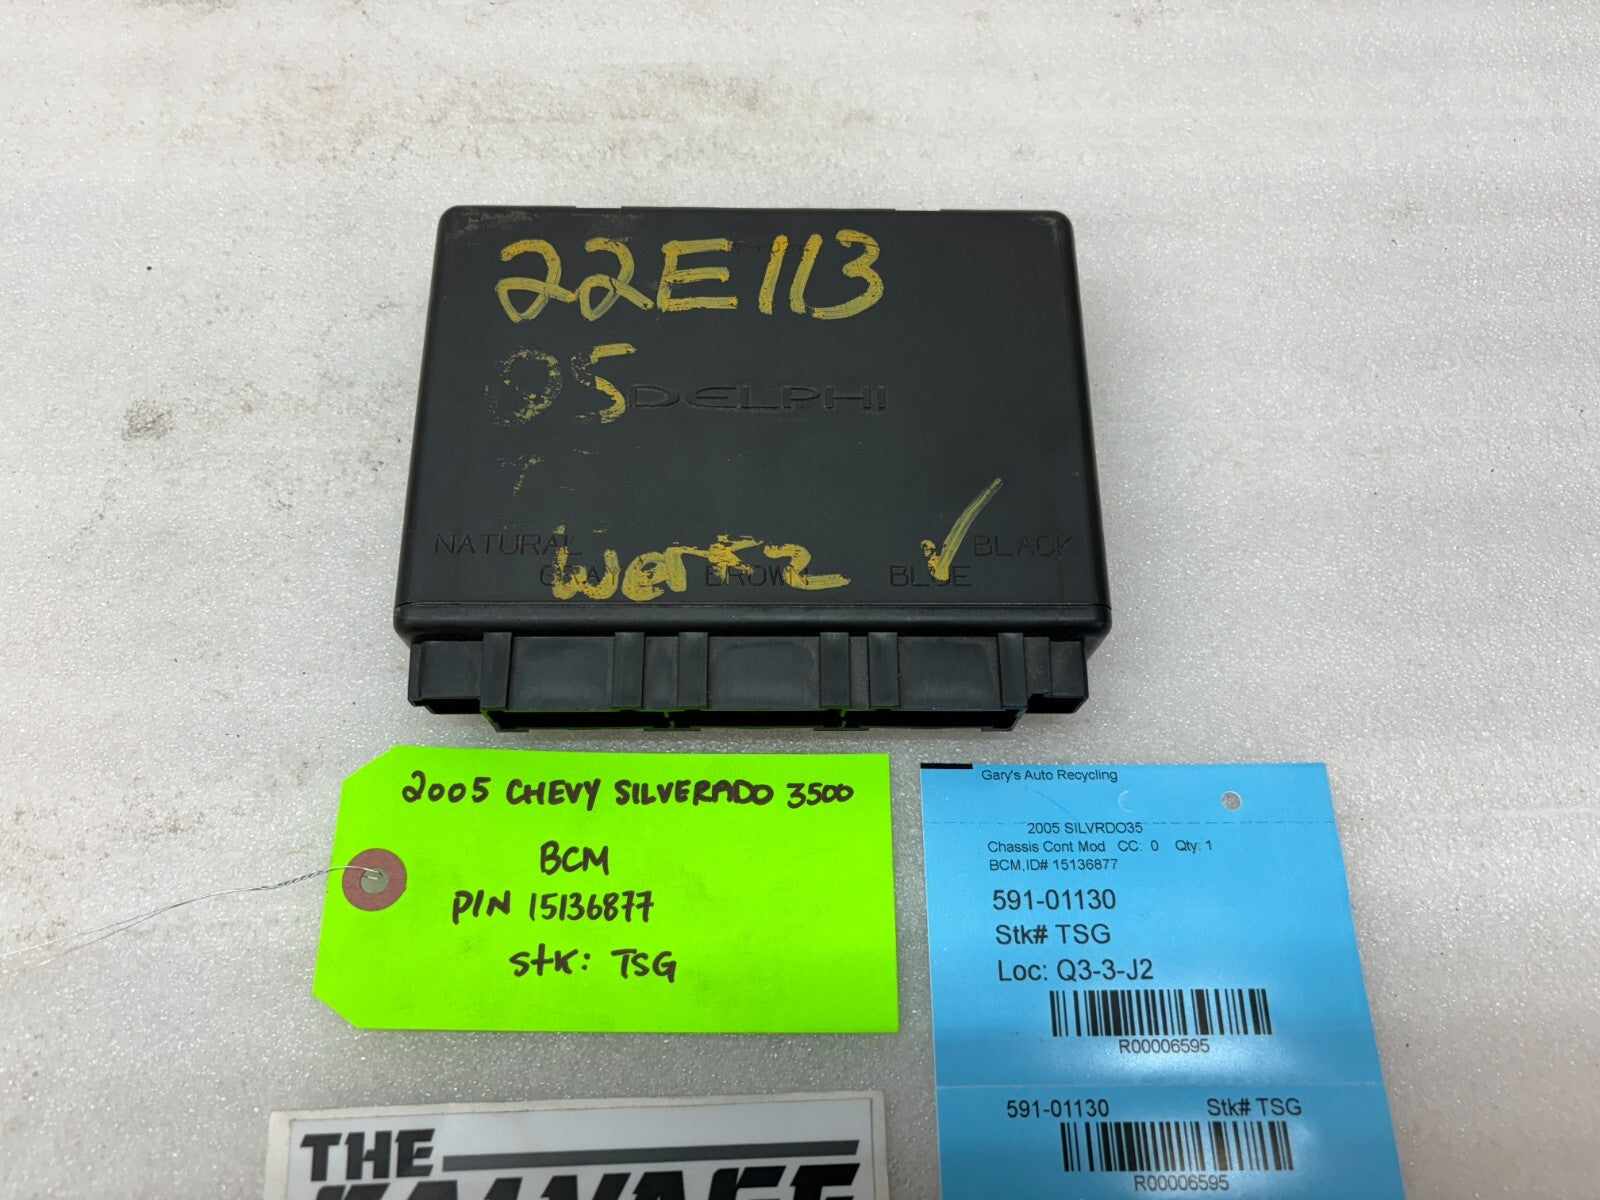 22E113
05
DELPHI
T
NATURAL BLACK
GRAY BROWN BLUE
2005 CHEVY SILVERADO 3500
BCM
P/N 15136877
Stk: TSG
Gary's Auto Recycling
2005 SILVRDO35
Chassis Cont Mod CC: 0 Qty: 1
BCM,ID# 15136877
591-01130
Stk# TSG
Loc: Q3-3-J2
R00006595
591-01130 Stk# TSG
R00006595
THE
SALVAGE